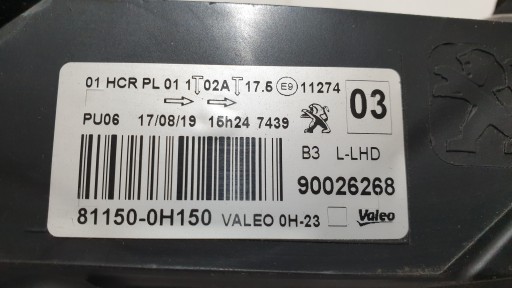 01 HCR PL 01 1 02A 17.5 E9 11274
03
PU06 17/08/19 15h24 7439
B3 L-LHD
90026268
81150-0H150 VALEO 0H-23 Valeo